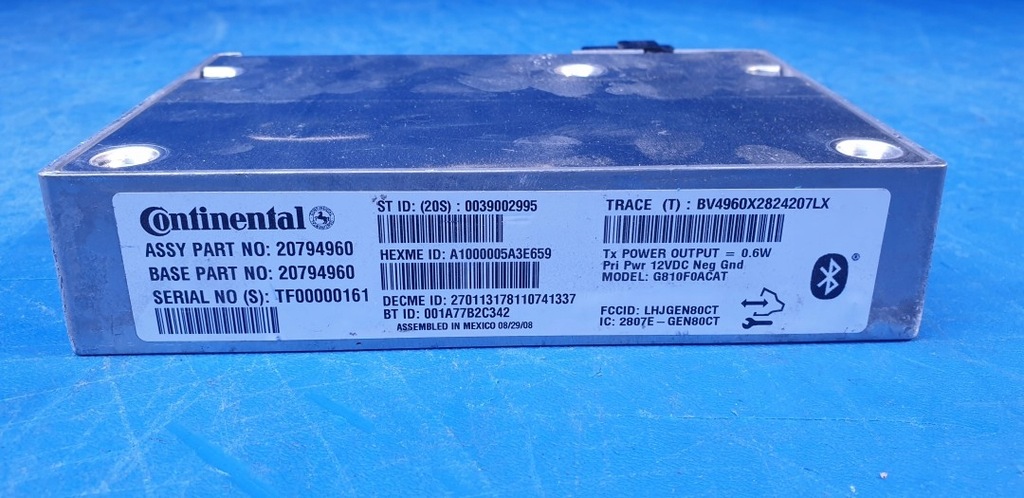 Continental
ASSY PART NO: 20794960
BASE PART NO: 20794960
SERIAL NO (S): TF00000161
ST ID: (20S) : 0039002995
HEXME ID: A1000005A3E659
DECME ID: 270113178110741337
BT ID: 001A77B2C342
ASSEMBLED IN MEXICO 08/29/08
TRACE (T) : BV4960X2824207LX
Tx POWER OUTPUT = 0.6W
Pri Pwr 12VDC Neg Gnd
MODEL: G810F0ACAT
FCCID: LHJGEN80CT
IC: 2807E-GEN80CT
®